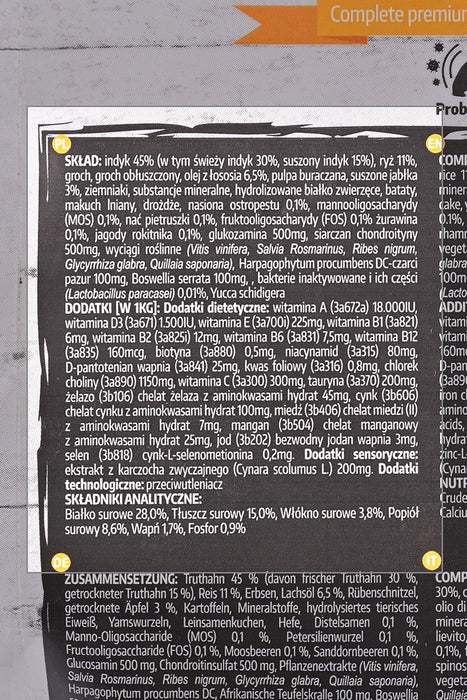 Complete premium
Prob
PL
EN
SKŁAD: indyk 45% (w tym świeży indyk 30%, suszony indyk 15%), ryż 11%,
groch, groch obłuszczony, olej z łososia 6,5%, pulpa buraczana, suszone jabłka
3%, ziemniaki, substancje mineralne, hydrolizowane białko zwierzęce, bataty,
makuch lniany, drożdże, nasiona ostropestu 0,1%, mannooligosacharydy
(MOS) 0,1%, nać pietruszki 0,1%, fruktooligosacharydy (FOS) 0,1% żurawina
0,1%, jagody rokitnika 0,1%, glukozamina 500mg, siarczan chondroityny
500mg, wyciągi roślinne (Vitis vinifera, Salvia Rosmarinus, Ribes nigrum,
Glycyrrhiza glabra, Quillaia saponaria), Harpagophytum procumbens DC-czarci
pazur 100mg, Boswellia serrata 100mg, , bakterie inaktywowane i ich części
(Lactobacillus paracasei) 0,01%, Yucca schidigera
DODATKI [W 1KG]: Dodatki dietetyczne: witamina A (3a672a) 18.000IU,
witamina D3 (3a671) 1.500IU, witamina E (3a700i) 225mg, witamina B1 (3a821)
6mg, witamina B2 (3a825i) 12mg, witamina B6 (3a831) 7,5mg, witamina B12
(3a835) 160mcg, biotyna (3a880) 0,5mg, niacynamid (3a315) 80mg,
D-pantotenian wapnia (3a841) 25mg, kwas foliowy (3a316) 0,8mg, chlorek
choliny (3a890) 1150mg, witamina C (3a300) 300mg, tauryna (3a370) 200mg,
żelazo (3b106) chelat żelaza z aminokwasami hydrat 45mg, cynk (3b606)
chelat cynku z aminokwasami hydrat 100mg, miedź (3b406) chelat miedzi (II)
z aminokwasami hydrat 7mg, mangan (3b504) chelat manganowy
z aminokwasami hydrat 25mg, jod (3b202) bezwodny jodan wapnia 3mg,
selen (3b818) cynk-L-selenometionina 0,2mg. Dodatki sensoryczne:
ekstrakt z karczocha zwyczajnego (Cynara scolumus L.) 200mg. Dodatki
technologiczne: przeciwutleniacz
SKŁADNIKI ANALITYCZNE:
Białko surowe 28,0%, Tłuszcz surowy 15,0%, Włókno surowe 3,8%, Popiół
surowy 8,6%, Wapń 1,7%, Fosfor 0,9%
DE
IT
ZUSAMMENSETZUNG: Truthahn 45 % (davon frischer Truthahn 30 %,
getrockneter Truthahn 15 %), Reis 11 %, Erbsen, Lachsöl 6,5 %, Rübenschnitzel,
getrocknete Äpfel 3 %, Kartoffeln, Mineralstoffe, hydrolysiertes tierisches
Eiweiß, Yamswurzeln, Leinsamenkuchen, Hefe, Distelsamen 0,1 %,
Manno-Oligosaccharide (MOS) 0,1 %, Petersilienwurzel 0,1 %,
Fructooligosaccharide (FOS) 0,1 %, Moosbeeren 0,1 %, Sanddornbeeren 0,1 %,
Glucosamin 500 mg, Chondroitinsulfat 500 mg, Pflanzenextrakte (Vitis vinifera,
Salvia Rosmarinus, Ribes nigrum, Glycyrrhiza glabra, Quillaia saponaria),
Harpagophytum procumbens DC, Afrikanische Teufelskralle 100 mg, Boswellia